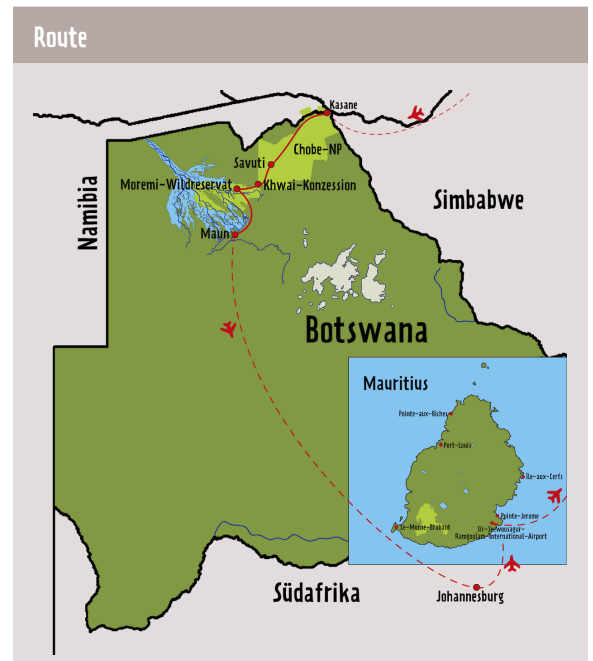 Route
Kasane
Chobe-NP
Savuti
Moremi-Wildreservat
Khwai-Konzession
Namibia
Simbabwe
Maun
Botswana
Mauritius
Pointe-aux-Biches
Port-Louis
Ile-aux-Cerfs
Pointe-Jerome
Le-Morne-Brabant
Sir-Seewoosagur-
Ramgoolam-International-Airport
Südafrika
Johannesburg